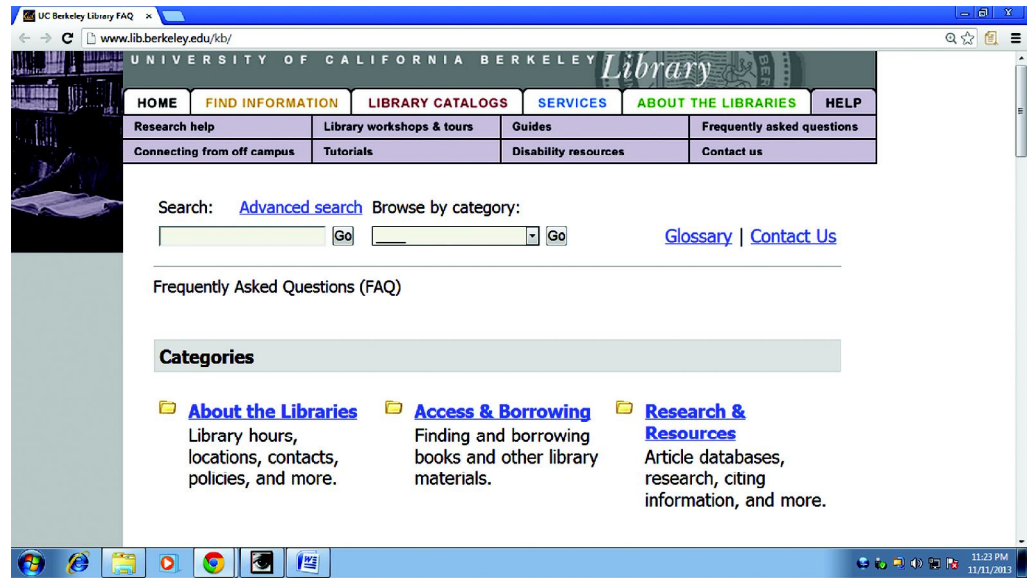 UC Berkeley Library FAQ
www.lib.berkeley.edu/kb/
UNIVERSITY OF CALIFORNIA BERKELEY Library
HOME FIND INFORMATION LIBRARY CATALOGS SERVICES ABOUT THE LIBRARIES HELP
Research help Library workshops & tours Guides Frequently asked questions
Connecting from off campus Tutorials Disability resources Contact us
Search: Advanced search Browse by category:
Go Go Glossary | Contact Us
Frequently Asked Questions (FAQ)
Categories
About the Libraries
Library hours,
locations, contacts,
policies, and more.
Access & Borrowing
Finding and borrowing
books and other library
materials.
Research &
Resources
Article databases,
research, citing
information, and more.
11:23 PM
11/11/2013